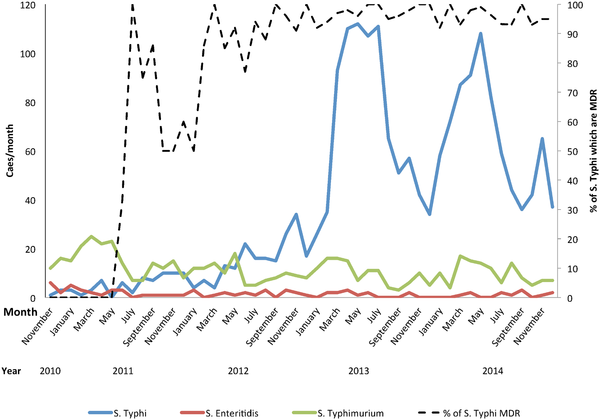 120
100
80
60
40
20
0
Caes/month
100
90
80
70
60
50
40
30
20
10
0
% of S. Typhi which are MDR
Month
November
January
March
May
July
September
November
January
March
May
July
September
November
January
March
May
July
September
November
January
March
May
July
September
November
Year
2010
2011
2012
2013
2014
S. Typhi
S. Enteritidis
S. Typhimurium
% of S. Typhi MDR